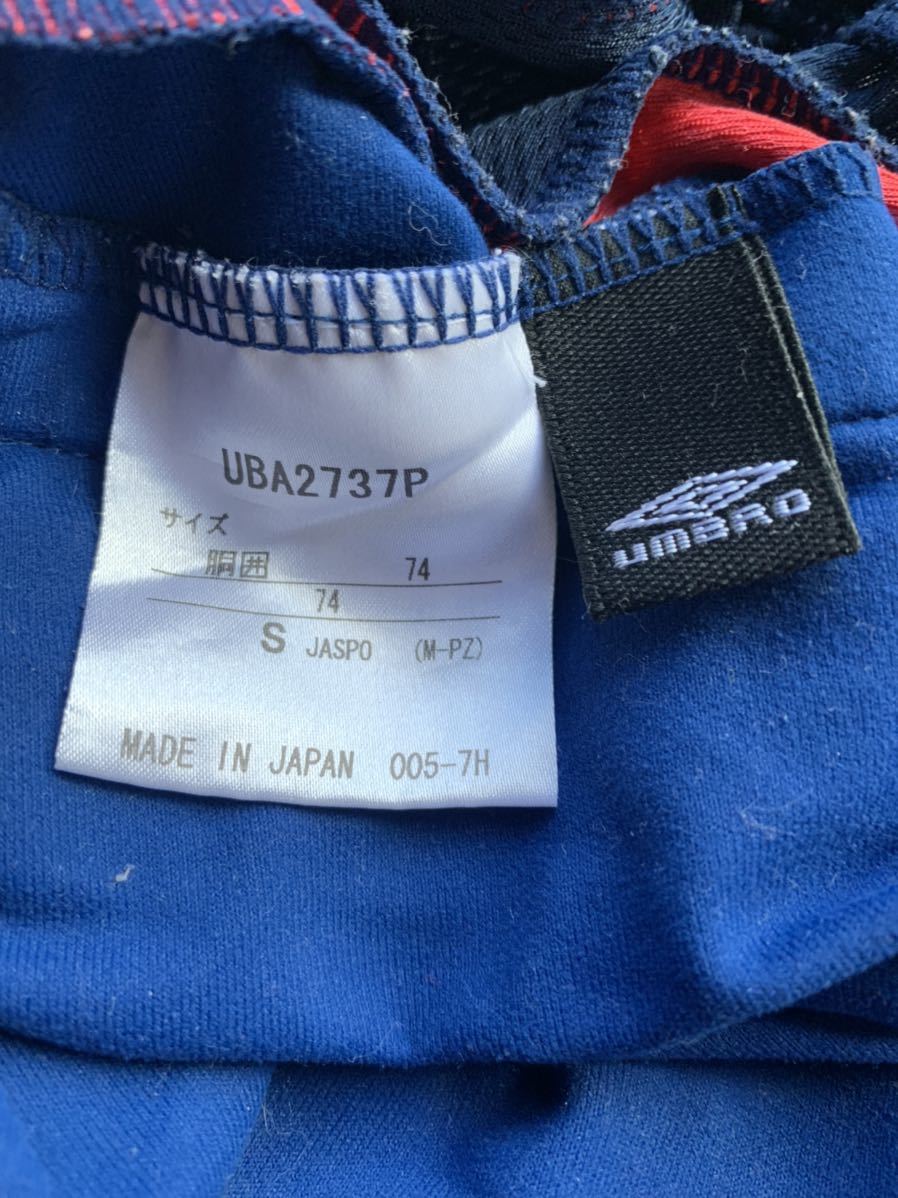 UBA2737P
サイズ
胴囲 74
74
S JASPO (M-PZ)
MADE IN JAPAN 005-7H
UMBRO